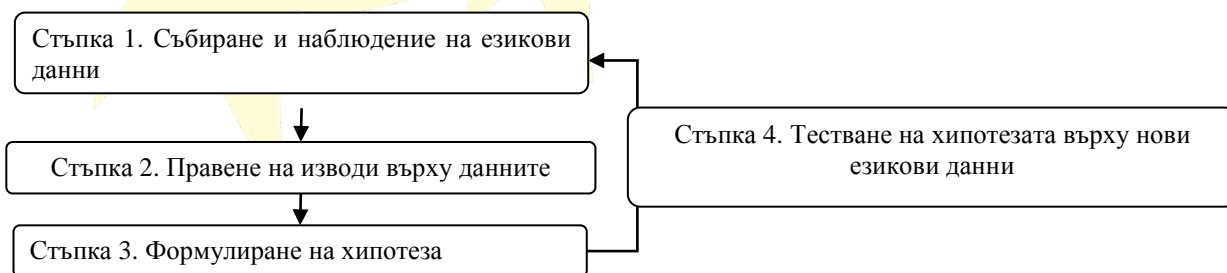 Стъпка 1. Събиране и наблюдение на езикови
данни
Стъпка 2. Правене на изводи върху данните
Стъпка 3. Формулиране на хипотеза
Стъпка 4. Тестване на хипотезата върху нови
езикови данни